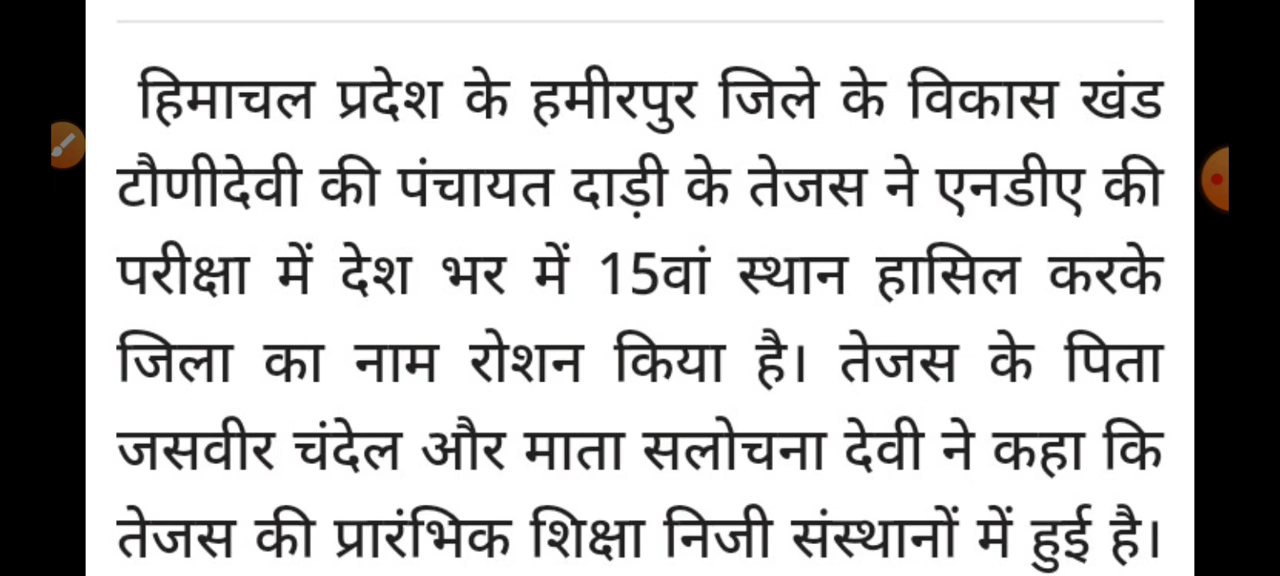 हिमाचल प्रदेश के हमीरपुर जिले के विकास खंड
टौणीदेवी की पंचायत दाड़ी के तेजस ने एनडीए की
परीक्षा में देश भर में 15वां स्थान हासिल करके
जिला का नाम रोशन किया है। तेजस के पिता
जसवीर चंदेल और माता सलोचना देवी ने कहा कि
तेजस की प्रारंभिक शिक्षा निजी संस्थानों में हुई है।